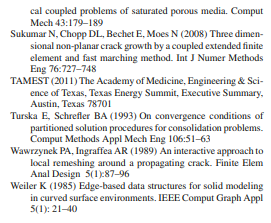 cal coupled problems of saturated porous media. Comput
Mech 43:179–189
Sukumar N, Chopp DL, Bechet E, Moes N (2008) Three dimen-
sional non-planar crack growth by a coupled extended finite
element and fast marching method. Int J Numer Methods
Eng 76:727–748
TAMEST (2011) The Academy of Medicine, Engineering & Sci-
ence of Texas, Texas Energy Summit, Executive Summary,
Austin, Texas 78701
Turska E, Schrefler BA (1993) On convergence conditions of
partitioned solution procedures for consolidation problems.
Comput Methods Appl Mech Eng 106:51–63
Wawrzynek PA, Ingraffea AR (1989) An interactive approach to
local remeshing around a propagating crack. Finite Elem
Anal Design 5(1):87–96
Weiler K (1985) Edge-based data structures for solid modeling
in curved surface environments. IEEE Comput Graph Appl
5(1): 21–40